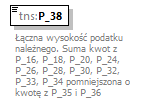 tns:P_38
Łączna wysokość podatku
należnego. Suma kwot z
P_16, P_18, P_20, P_24,
P_26, P_28, P_30, P_32,
P_33, P_34 pomniejszona o
kwotę z P_35 i P_36